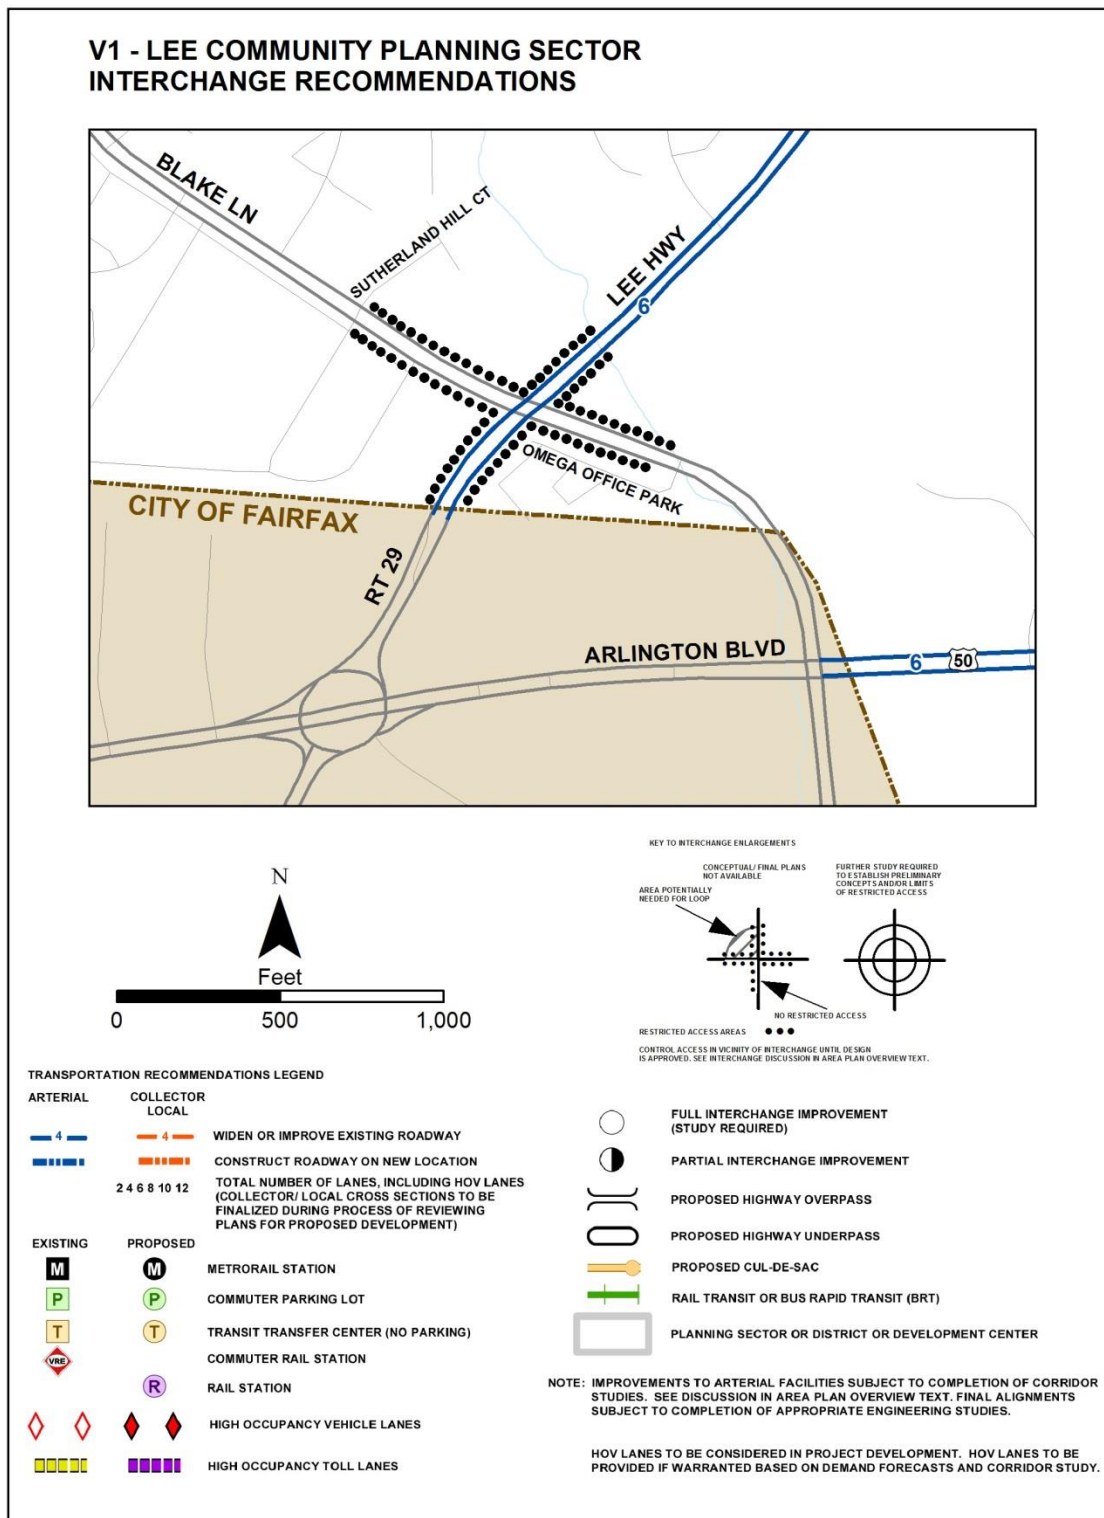 V1 - LEE COMMUNITY PLANNING SECTOR
INTERCHANGE RECOMMENDATIONS
BLAKE LN
SUTHERLAND HILL CT
LEE HWY
6
OMEGA OFFICE PARK
CITY OF FAIRFAX
RT 29
ARLINGTON BLVD
6
50
N
Feet
0 500 1,000
KEY TO INTERCHANGE ENLARGEMENTS
CONCEPTUAL/ FINAL PLANS
NOT AVAILABLE
AREA POTENTIALLY
NEEDED FOR LOOP
FURTHER STUDY REQUIRED
TO ESTABLISH PRELIMINARY
CONCEPTS AND/OR LIMITS
OF RESTRICTED ACCESS
NO RESTRICTED ACCESS
RESTRICTED ACCESS AREAS
CONTROL ACCESS IN VICINITY OF INTERCHANGE UNTIL DESIGN
IS APPROVED. SEE INTERCHANGE DISCUSSION IN AREA PLAN OVERVIEW TEXT.
TRANSPORTATION RECOMMENDATIONS LEGEND
ARTERIAL
COLLECTOR
LOCAL
4 4 WIDEN OR IMPROVE EXISTING ROADWAY
CONSTRUCT ROADWAY ON NEW LOCATION
2 4 6 8 10 12 TOTAL NUMBER OF LANES, INCLUDING HOV LANES
(COLLECTOR/ LOCAL CROSS SECTIONS TO BE
FINALIZED DURING PROCESS OF REVIEWING
PLANS FOR PROPOSED DEVELOPMENT)
EXISTING PROPOSED
M M METRORAIL STATION
P P COMMUTER PARKING LOT
T T TRANSIT TRANSFER CENTER (NO PARKING)
VRE COMMUTER RAIL STATION
R RAIL STATION
HIGH OCCUPANCY VEHICLE LANES
HIGH OCCUPANCY TOLL LANES
FULL INTERCHANGE IMPROVEMENT
(STUDY REQUIRED)
PARTIAL INTERCHANGE IMPROVEMENT
PROPOSED HIGHWAY OVERPASS
PROPOSED HIGHWAY UNDERPASS
PROPOSED CUL-DE-SAC
RAIL TRANSIT OR BUS RAPID TRANSIT (BRT)
PLANNING SECTOR OR DISTRICT OR DEVELOPMENT CENTER
NOTE: IMPROVEMENTS TO ARTERIAL FACILITIES SUBJECT TO COMPLETION OF CORRIDOR
STUDIES. SEE DISCUSSION IN AREA PLAN OVERVIEW TEXT. FINAL ALIGNMENTS
SUBJECT TO COMPLETION OF APPROPRIATE ENGINEERING STUDIES.
HOV LANES TO BE CONSIDERED IN PROJECT DEVELOPMENT. HOV LANES TO BE
PROVIDED IF WARRANTED BASED ON DEMAND FORECASTS AND CORRIDOR STUDY.